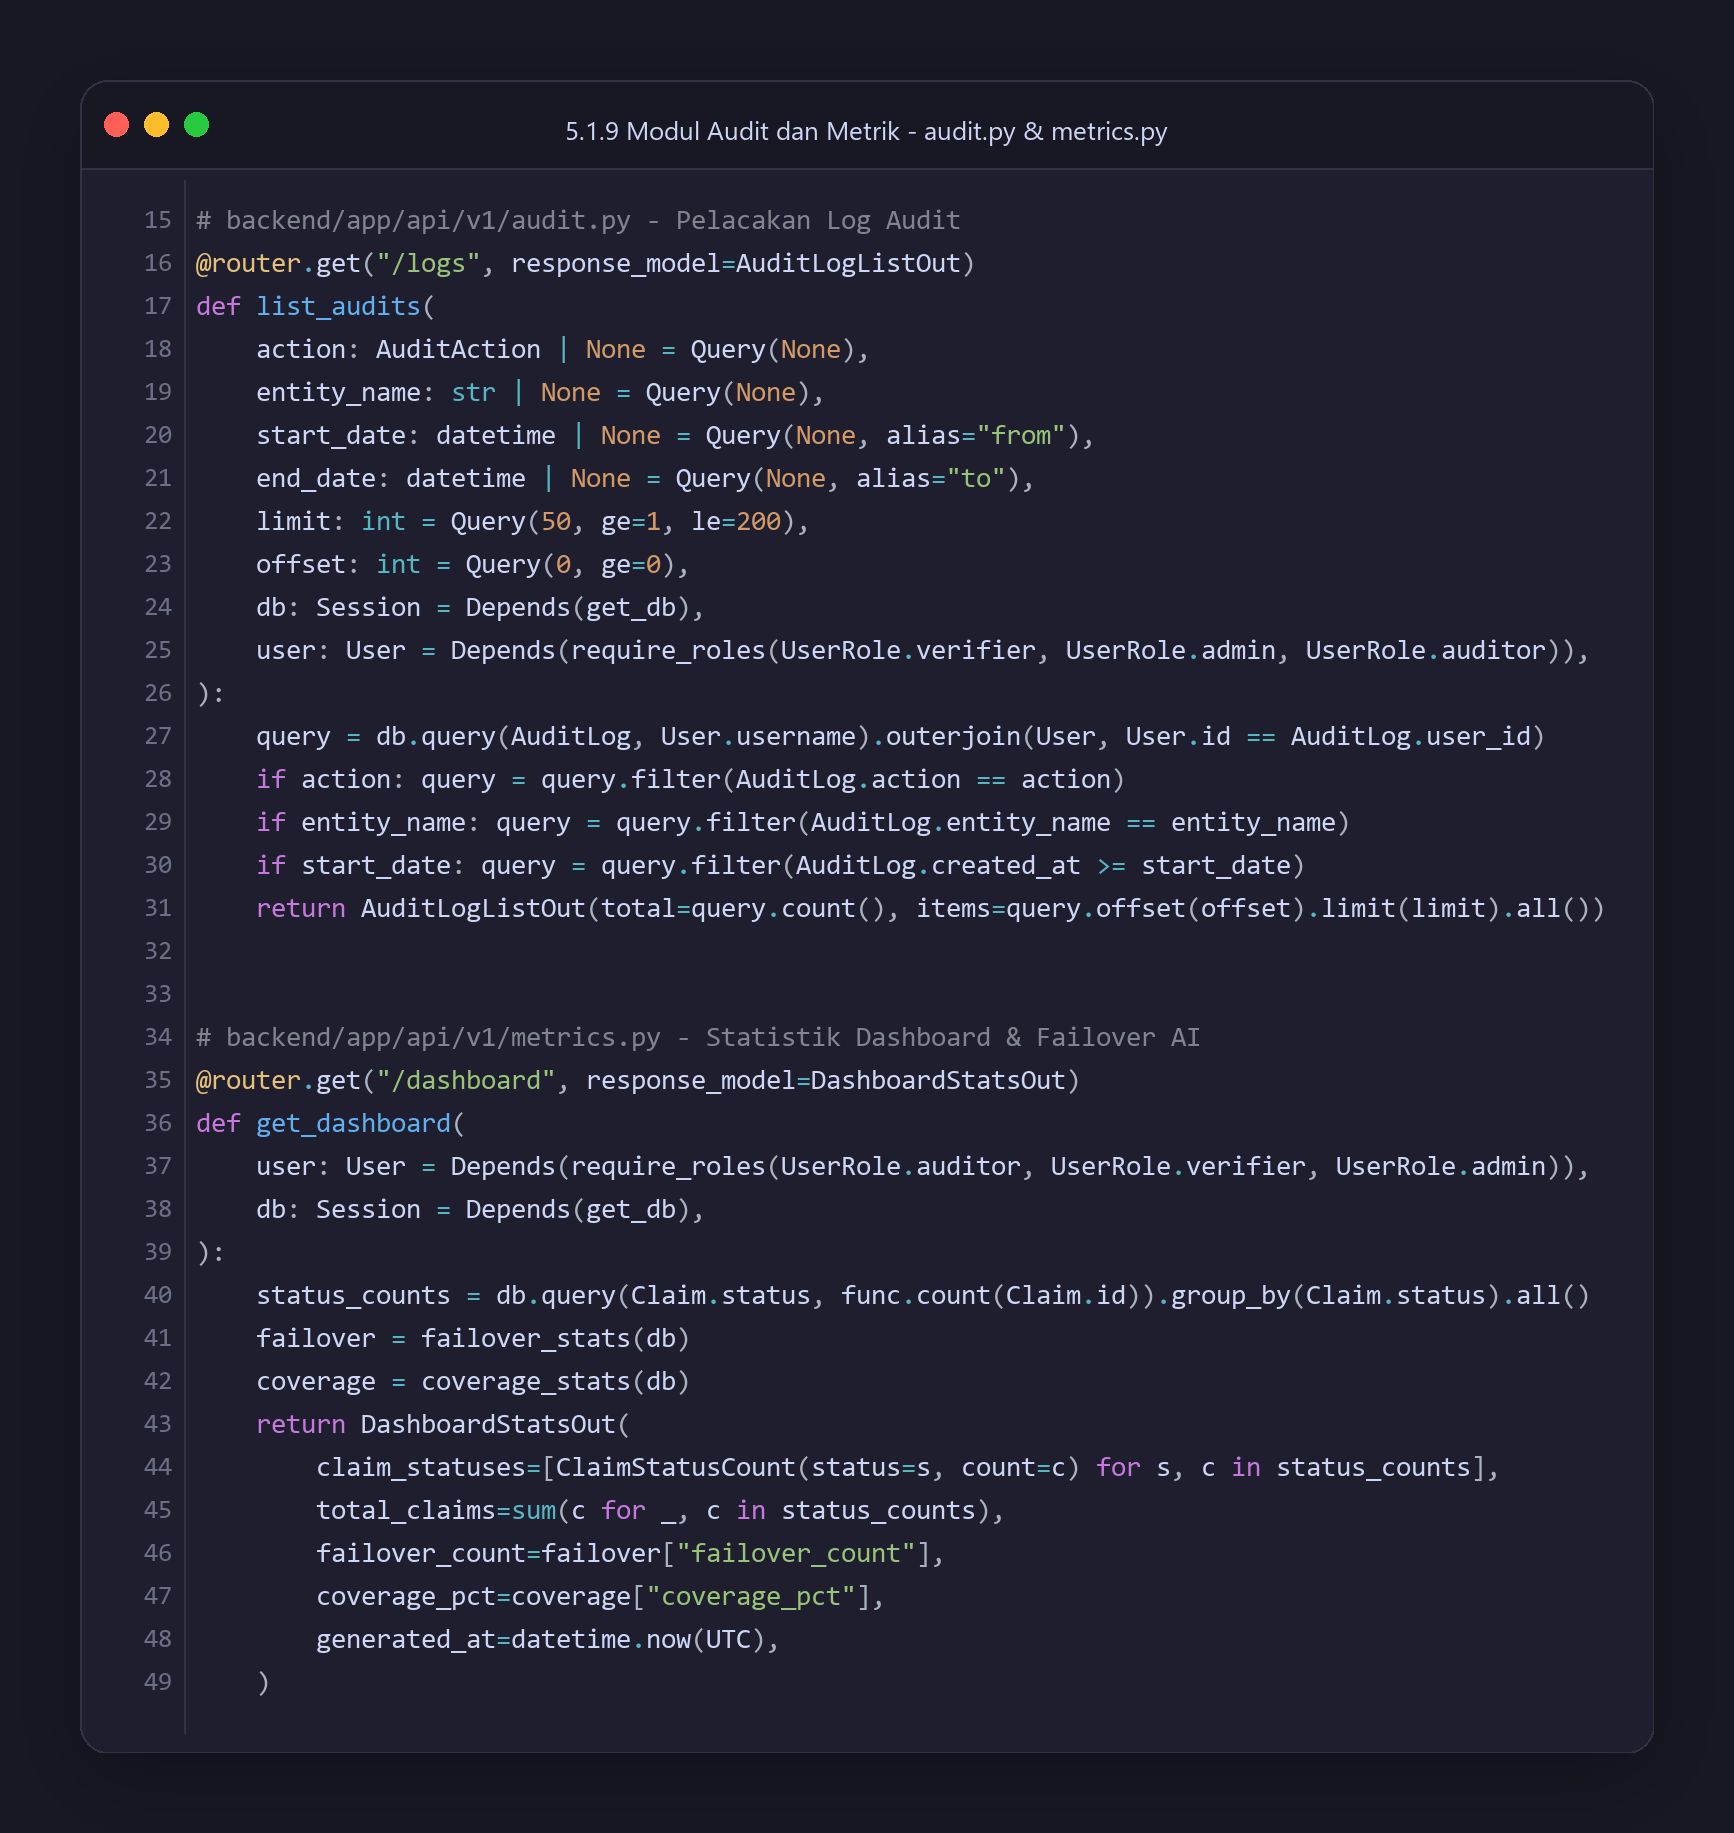 5.1.9 Modul Audit dan Metrik - audit.py & metrics.py
15 # backend/app/api/v1/audit.py - Pelacakan Log Audit
16 @router.get("/logs", response_model=AuditLogListOut)
17 def list_audits(
18     action: AuditAction | None = Query(None),
19     entity_name: str | None = Query(None),
20     start_date: datetime | None = Query(None, alias="from"),
21     end_date: datetime | None = Query(None, alias="to"),
22     limit: int = Query(50, ge=1, le=200),
23     offset: int = Query(0, ge=0),
24     db: Session = Depends(get_db),
25     user: User = Depends(require_roles(UserRole.verifier, UserRole.admin, UserRole.auditor)),
26 ):
27     query = db.query(AuditLog, User.username).outerjoin(User, User.id == AuditLog.user_id)
28     if action: query = query.filter(AuditLog.action == action)
29     if entity_name: query = query.filter(AuditLog.entity_name == entity_name)
30     if start_date: query = query.filter(AuditLog.created_at >= start_date)
31     return AuditLogListOut(total=query.count(), items=query.offset(offset).limit(limit).all())
32
33
34 # backend/app/api/v1/metrics.py - Statistik Dashboard & Failover AI
35 @router.get("/dashboard", response_model=DashboardStatsOut)
36 def get_dashboard(
37     user: User = Depends(require_roles(UserRole.auditor, UserRole.verifier, UserRole.admin)),
38     db: Session = Depends(get_db),
39 ):
40     status_counts = db.query(Claim.status, func.count(Claim.id)).group_by(Claim.status).all()
41     failover = failover_stats(db)
42     coverage = coverage_stats(db)
43     return DashboardStatsOut(
44         claim_statuses=[ClaimStatusCount(status=s, count=c) for s, c in status_counts],
45         total_claims=sum(c for _, c in status_counts),
46         failover_count=failover["failover_count"],
47         coverage_pct=coverage["coverage_pct"],
48         generated_at=datetime.now(UTC),
49     )